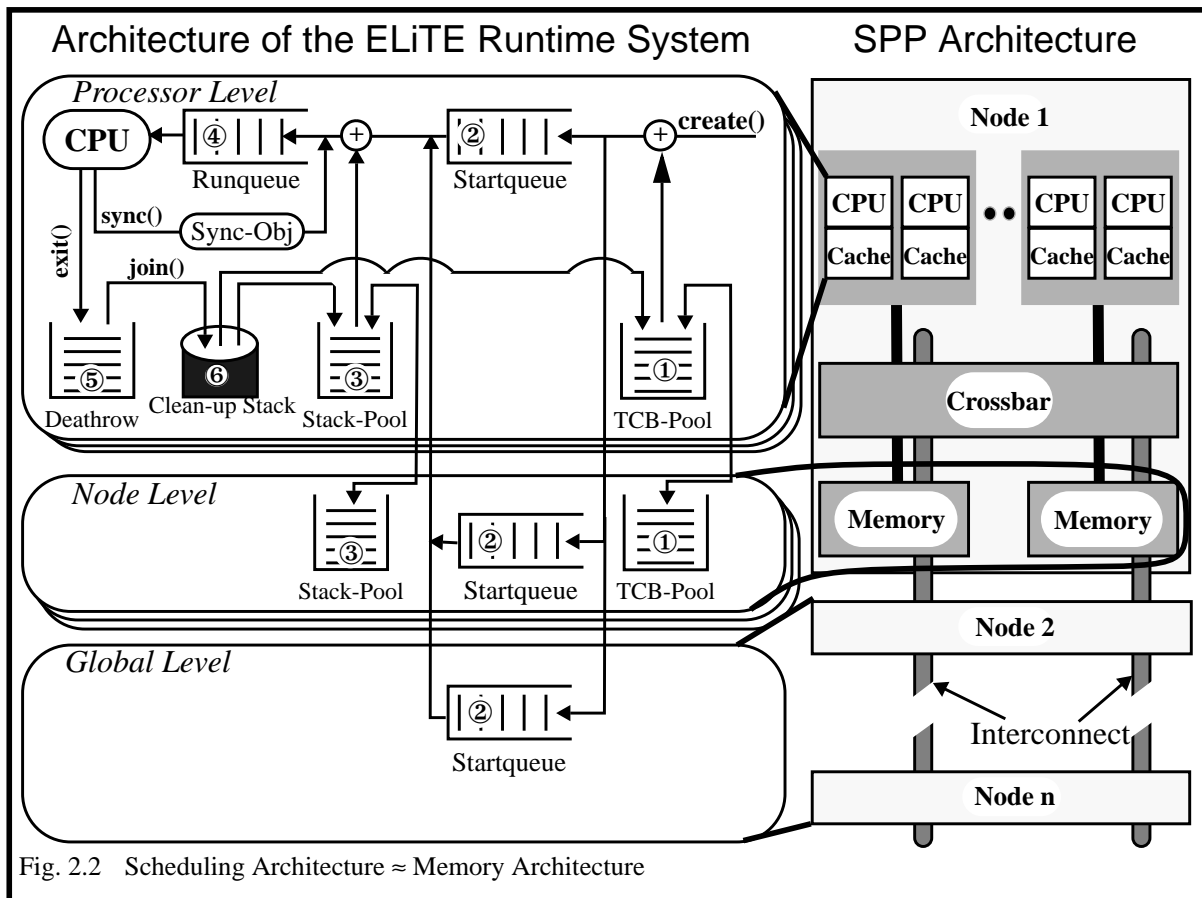 Architecture of the ELiTE Runtime System
SPP Architecture
Processor Level
CPU
④
Runqueue
+
②
Startqueue
+
create()
sync()
Sync-Obj
exit()
join()
⑤
Deathrow
⑥
Clean-up Stack
③
Stack-Pool
①
TCB-Pool
Node Level
③
Stack-Pool
②
Startqueue
①
TCB-Pool
Global Level
②
Startqueue
Node 1
CPU CPU CPU CPU
Cache Cache Cache Cache
Crossbar
Memory Memory
Node 2
Interconnect
Node n
Fig. 2.2 Scheduling Architecture ≈ Memory Architecture